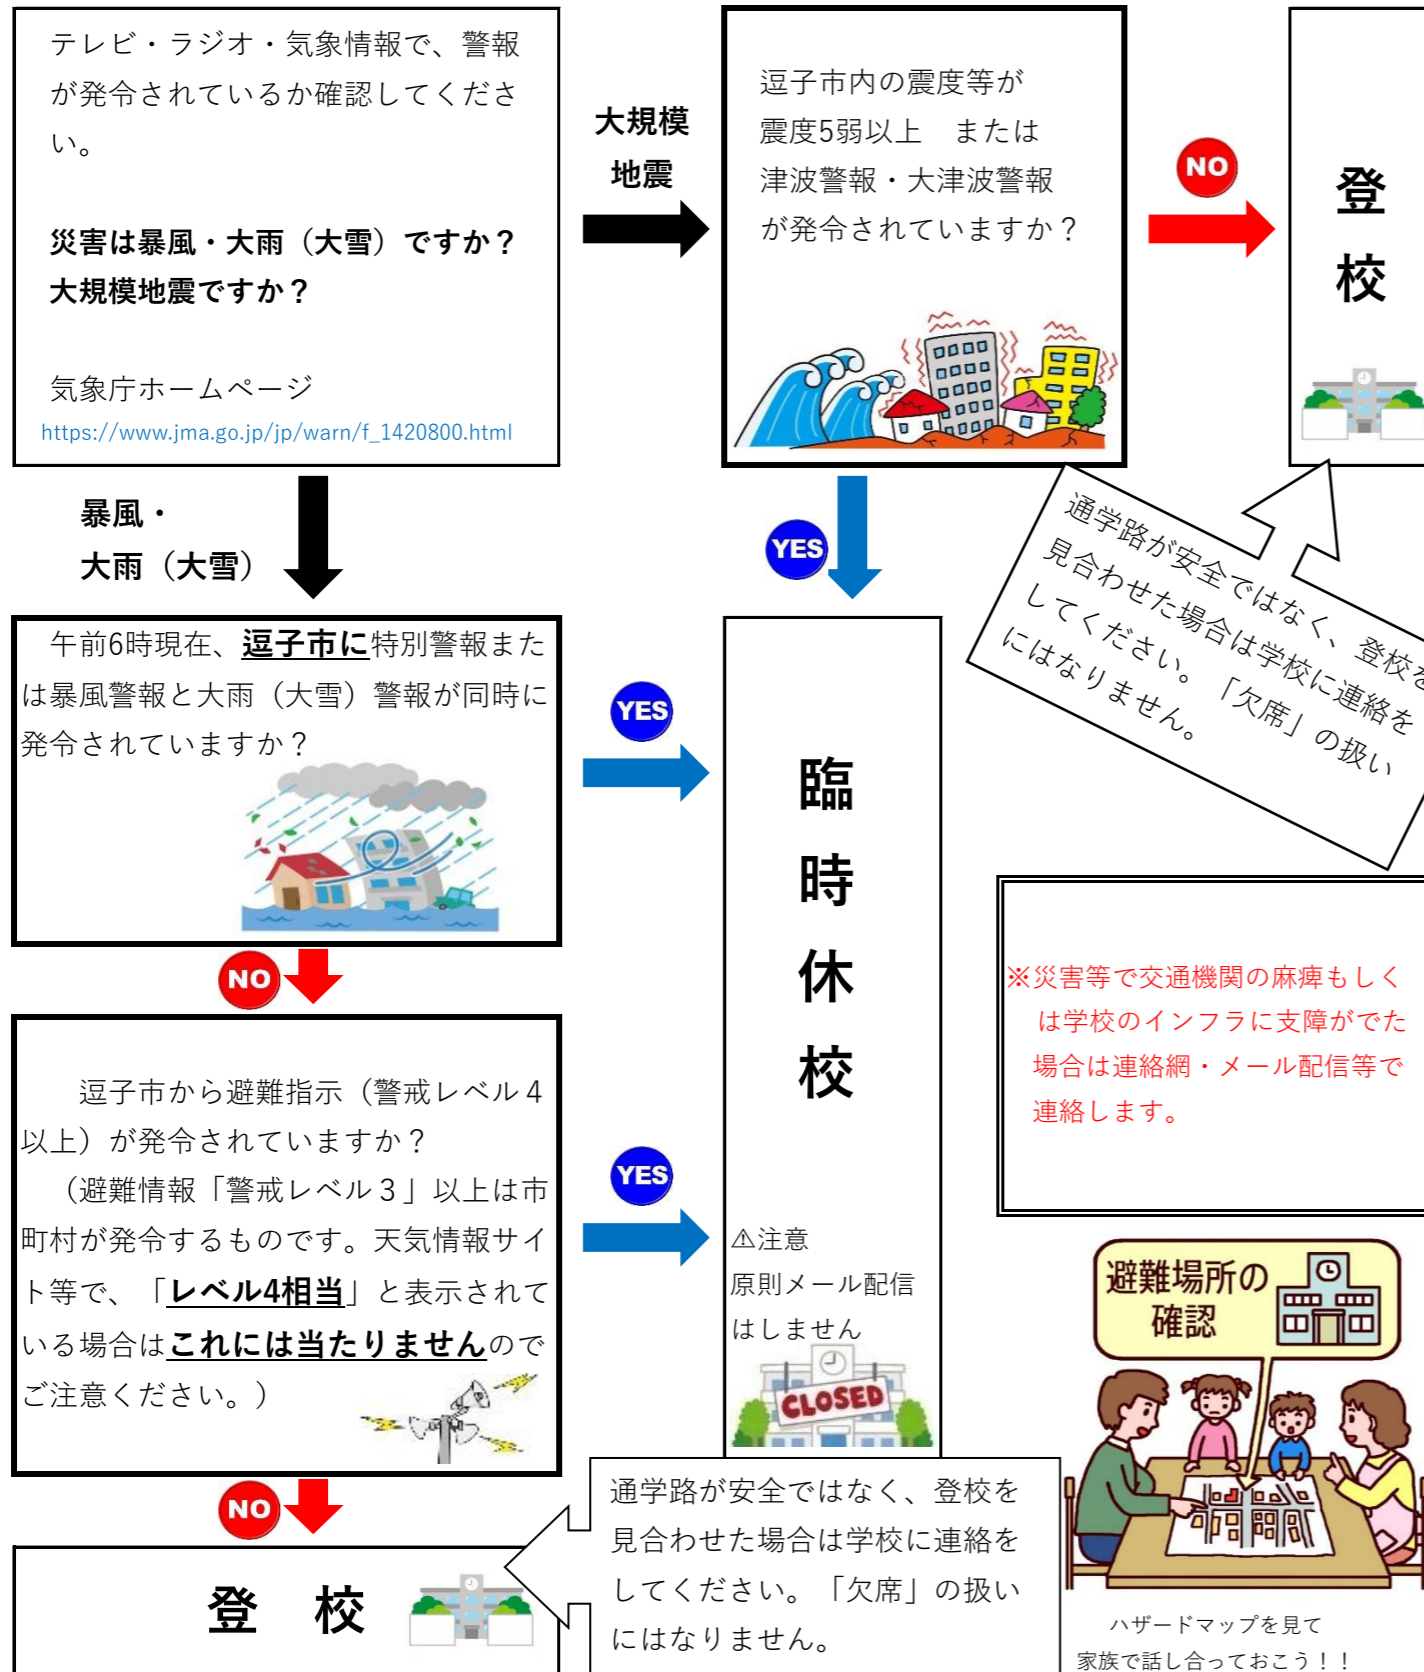 テレビ・ラジオ・気象情報で、警報
が発令されているか確認してくださ
い。
災害は暴風・大雨（大雪）ですか？
大規模地震ですか？
気象庁ホームページ
https://www.jma.go.jp/jp/warn/f_1420800.html
大規模
地震
逗子市内の震度等が
震度5弱以上　または
津波警報・大津波警報
が発令されていますか？
NO
登
校
通学路が安全ではなく、登校を
見合わせた場合は学校に連絡を
してください。「欠席」の扱い
にはなりません。
暴風・
大雨（大雪）
YES
午前6時現在、逗子市に特別警報また
は暴風警報と大雨（大雪）警報が同時に
発令されていますか？
YES
臨
時
休
校
⚠注意
原則メール配信
はしません
CLOSED
NO
逗子市から避難指示（警戒レベル４
以上）が発令されていますか？
（避難情報「警戒レベル３」以上は市
町村が発令するものです。天気情報サイ
ト等で、「レベル4相当」と表示されて
いる場合はこれには当たりませんので
ご注意ください。）
YES
※災害等で交通機関の麻痺もしく
は学校のインフラに支障がでた
場合は連絡網・メール配信等で
連絡します。
避難場所の
確認
ハザードマップを見て
家族で話し合っておこう！！
NO
登　校
通学路が安全ではなく、登校を
見合わせた場合は学校に連絡を
してください。「欠席」の扱い
にはなりません。